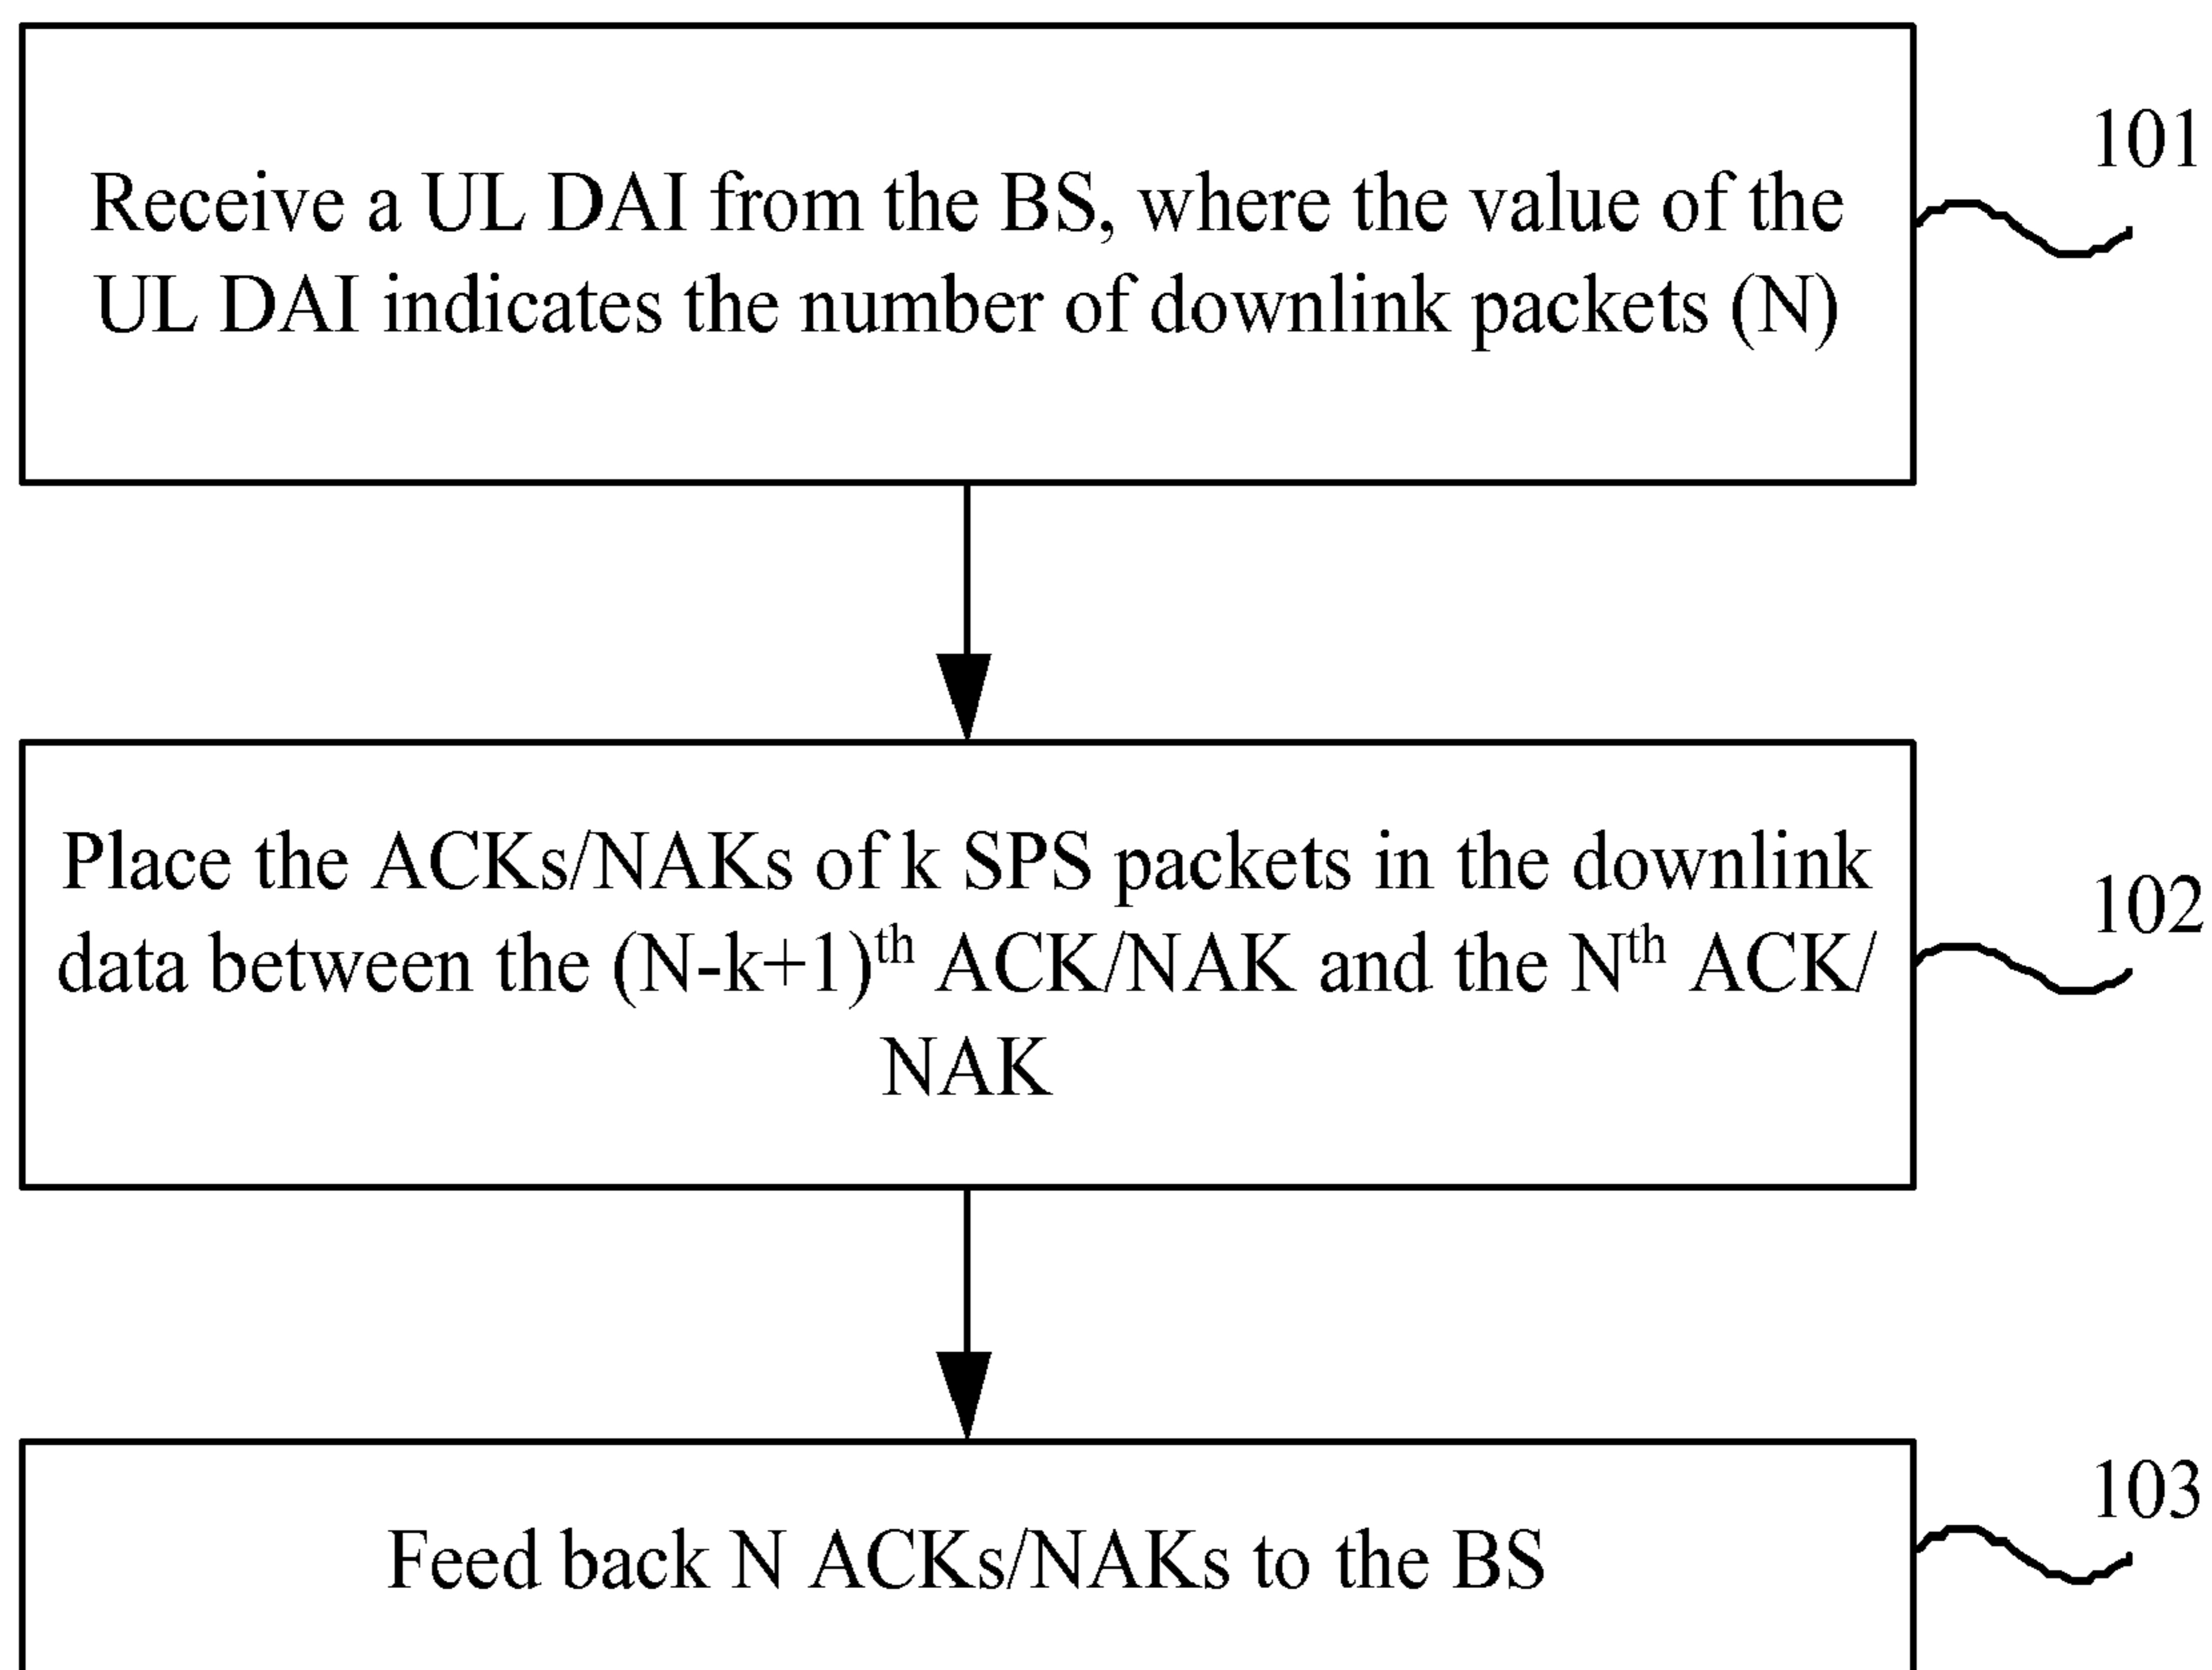 Receive a UL DAI from the BS, where the value of the
UL DAI indicates the number of downlink packets (N)
101
Place the ACKs/NAKs of k SPS packets in the downlink
data between the (N-k+1)th ACK/NAK and the Nth ACK/
NAK
102
Feed back N ACKs/NAKs to the BS
103